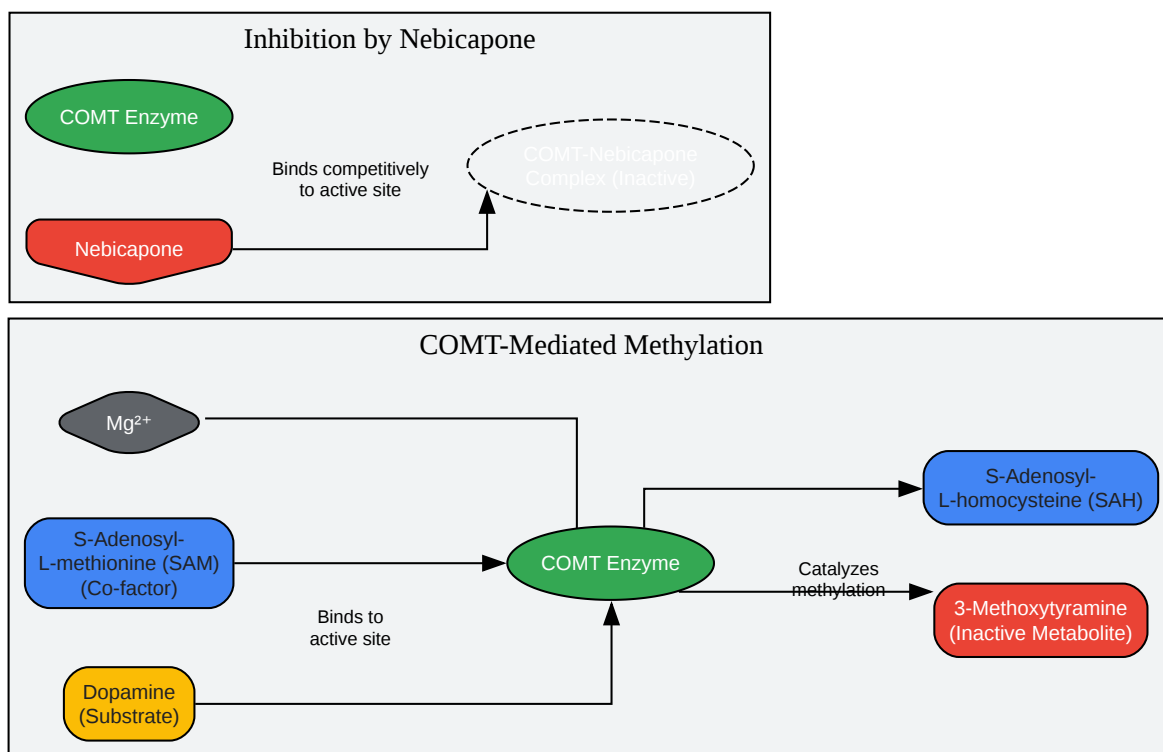 Inhibition by Nebicapone
COMT Enzyme
Binds competitively
to active site
COMT-Nebicapone
Complex (Inactive)
Nebicapone
COMT-Mediated Methylation
Mg²⁺
S-Adenosyl-
L-methionine (SAM)
(Co-factor)
Binds to
active site
Dopamine
(Substrate)
COMT Enzyme
Catalyzes
methylation
S-Adenosyl-
L-homocysteine (SAH)
3-Methoxytyramine
(Inactive Metabolite)